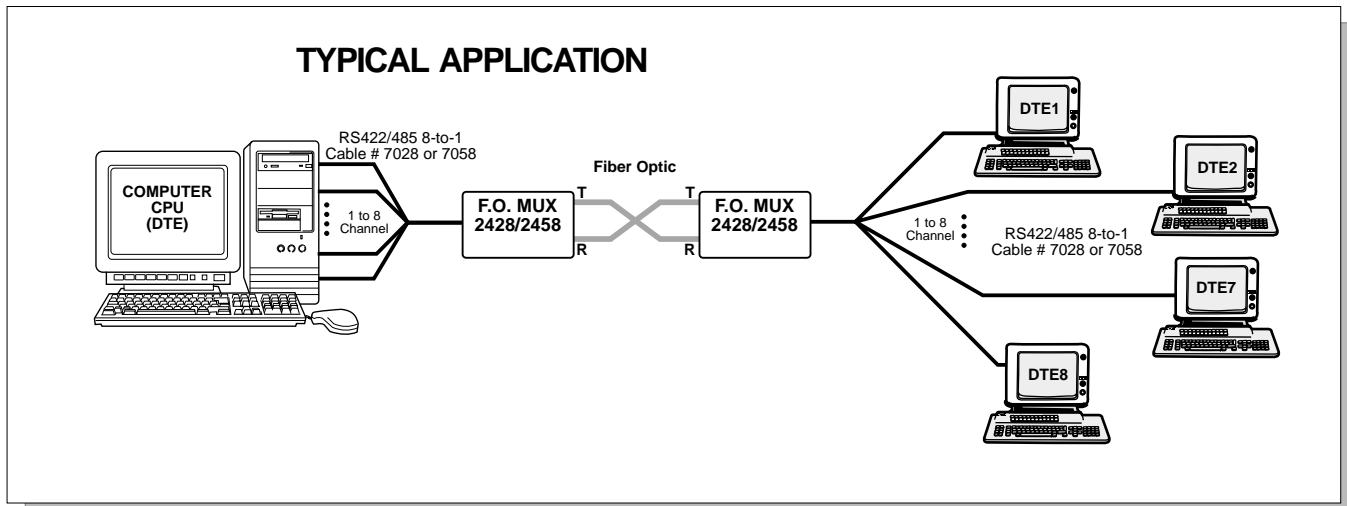 TYPICAL APPLICATION
COMPUTER
CPU
(DTE)
RS422/485 8-to-1
Cable # 7028 or 7058
1 to 8
Channel
F.O. MUX
2428/2458
T
R
Fiber Optic
T
R
F.O. MUX
2428/2458
1 to 8
Channel
RS422/485 8-to-1
Cable # 7028 or 7058
DTE1
DTE2
DTE7
DTE8